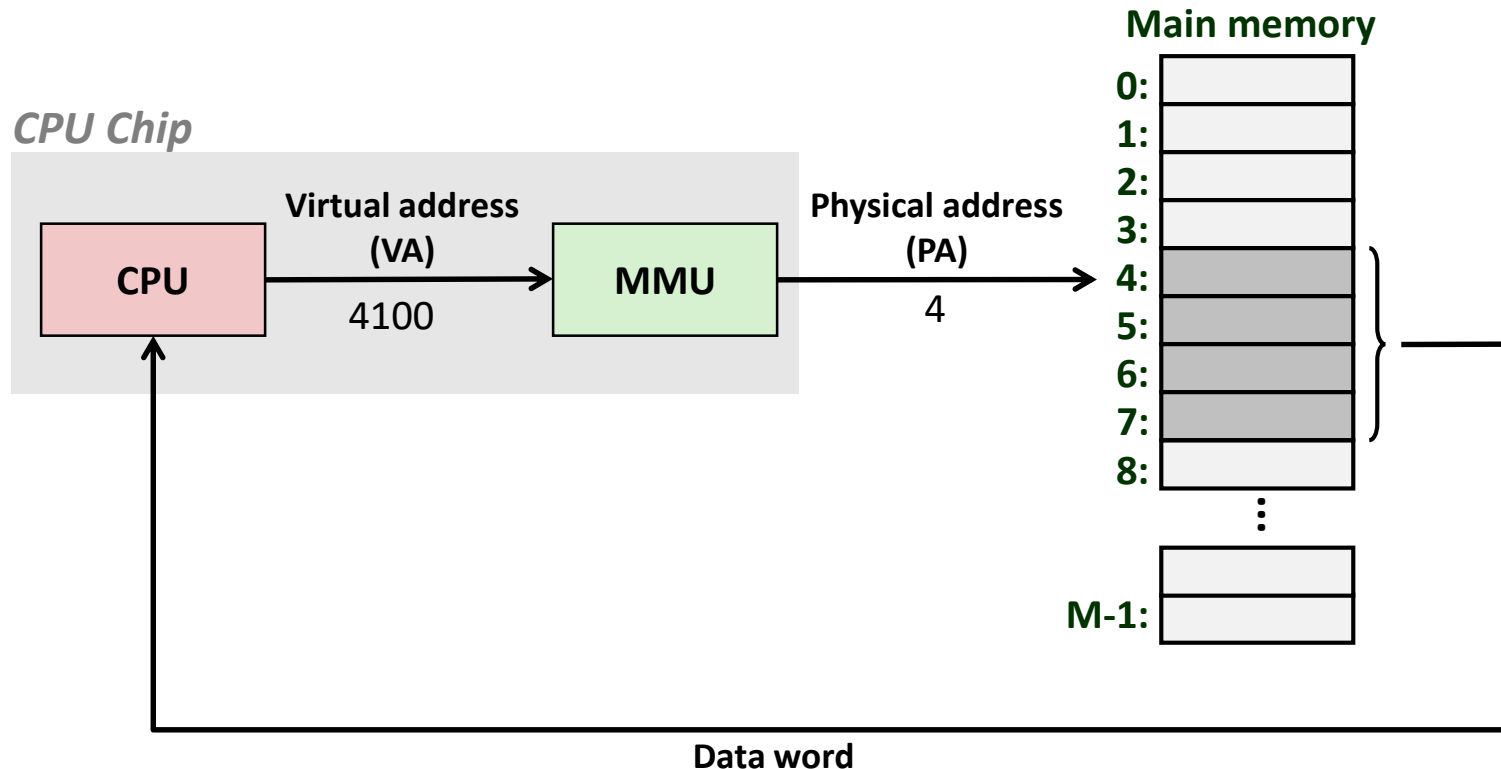 Main memory
CPU Chip
Virtual address
(VA)
4100
CPU
MMU
Physical address
(PA)
4
0:
1:
2:
3:
4:
5:
6:
7:
8:
M-1:
Data word